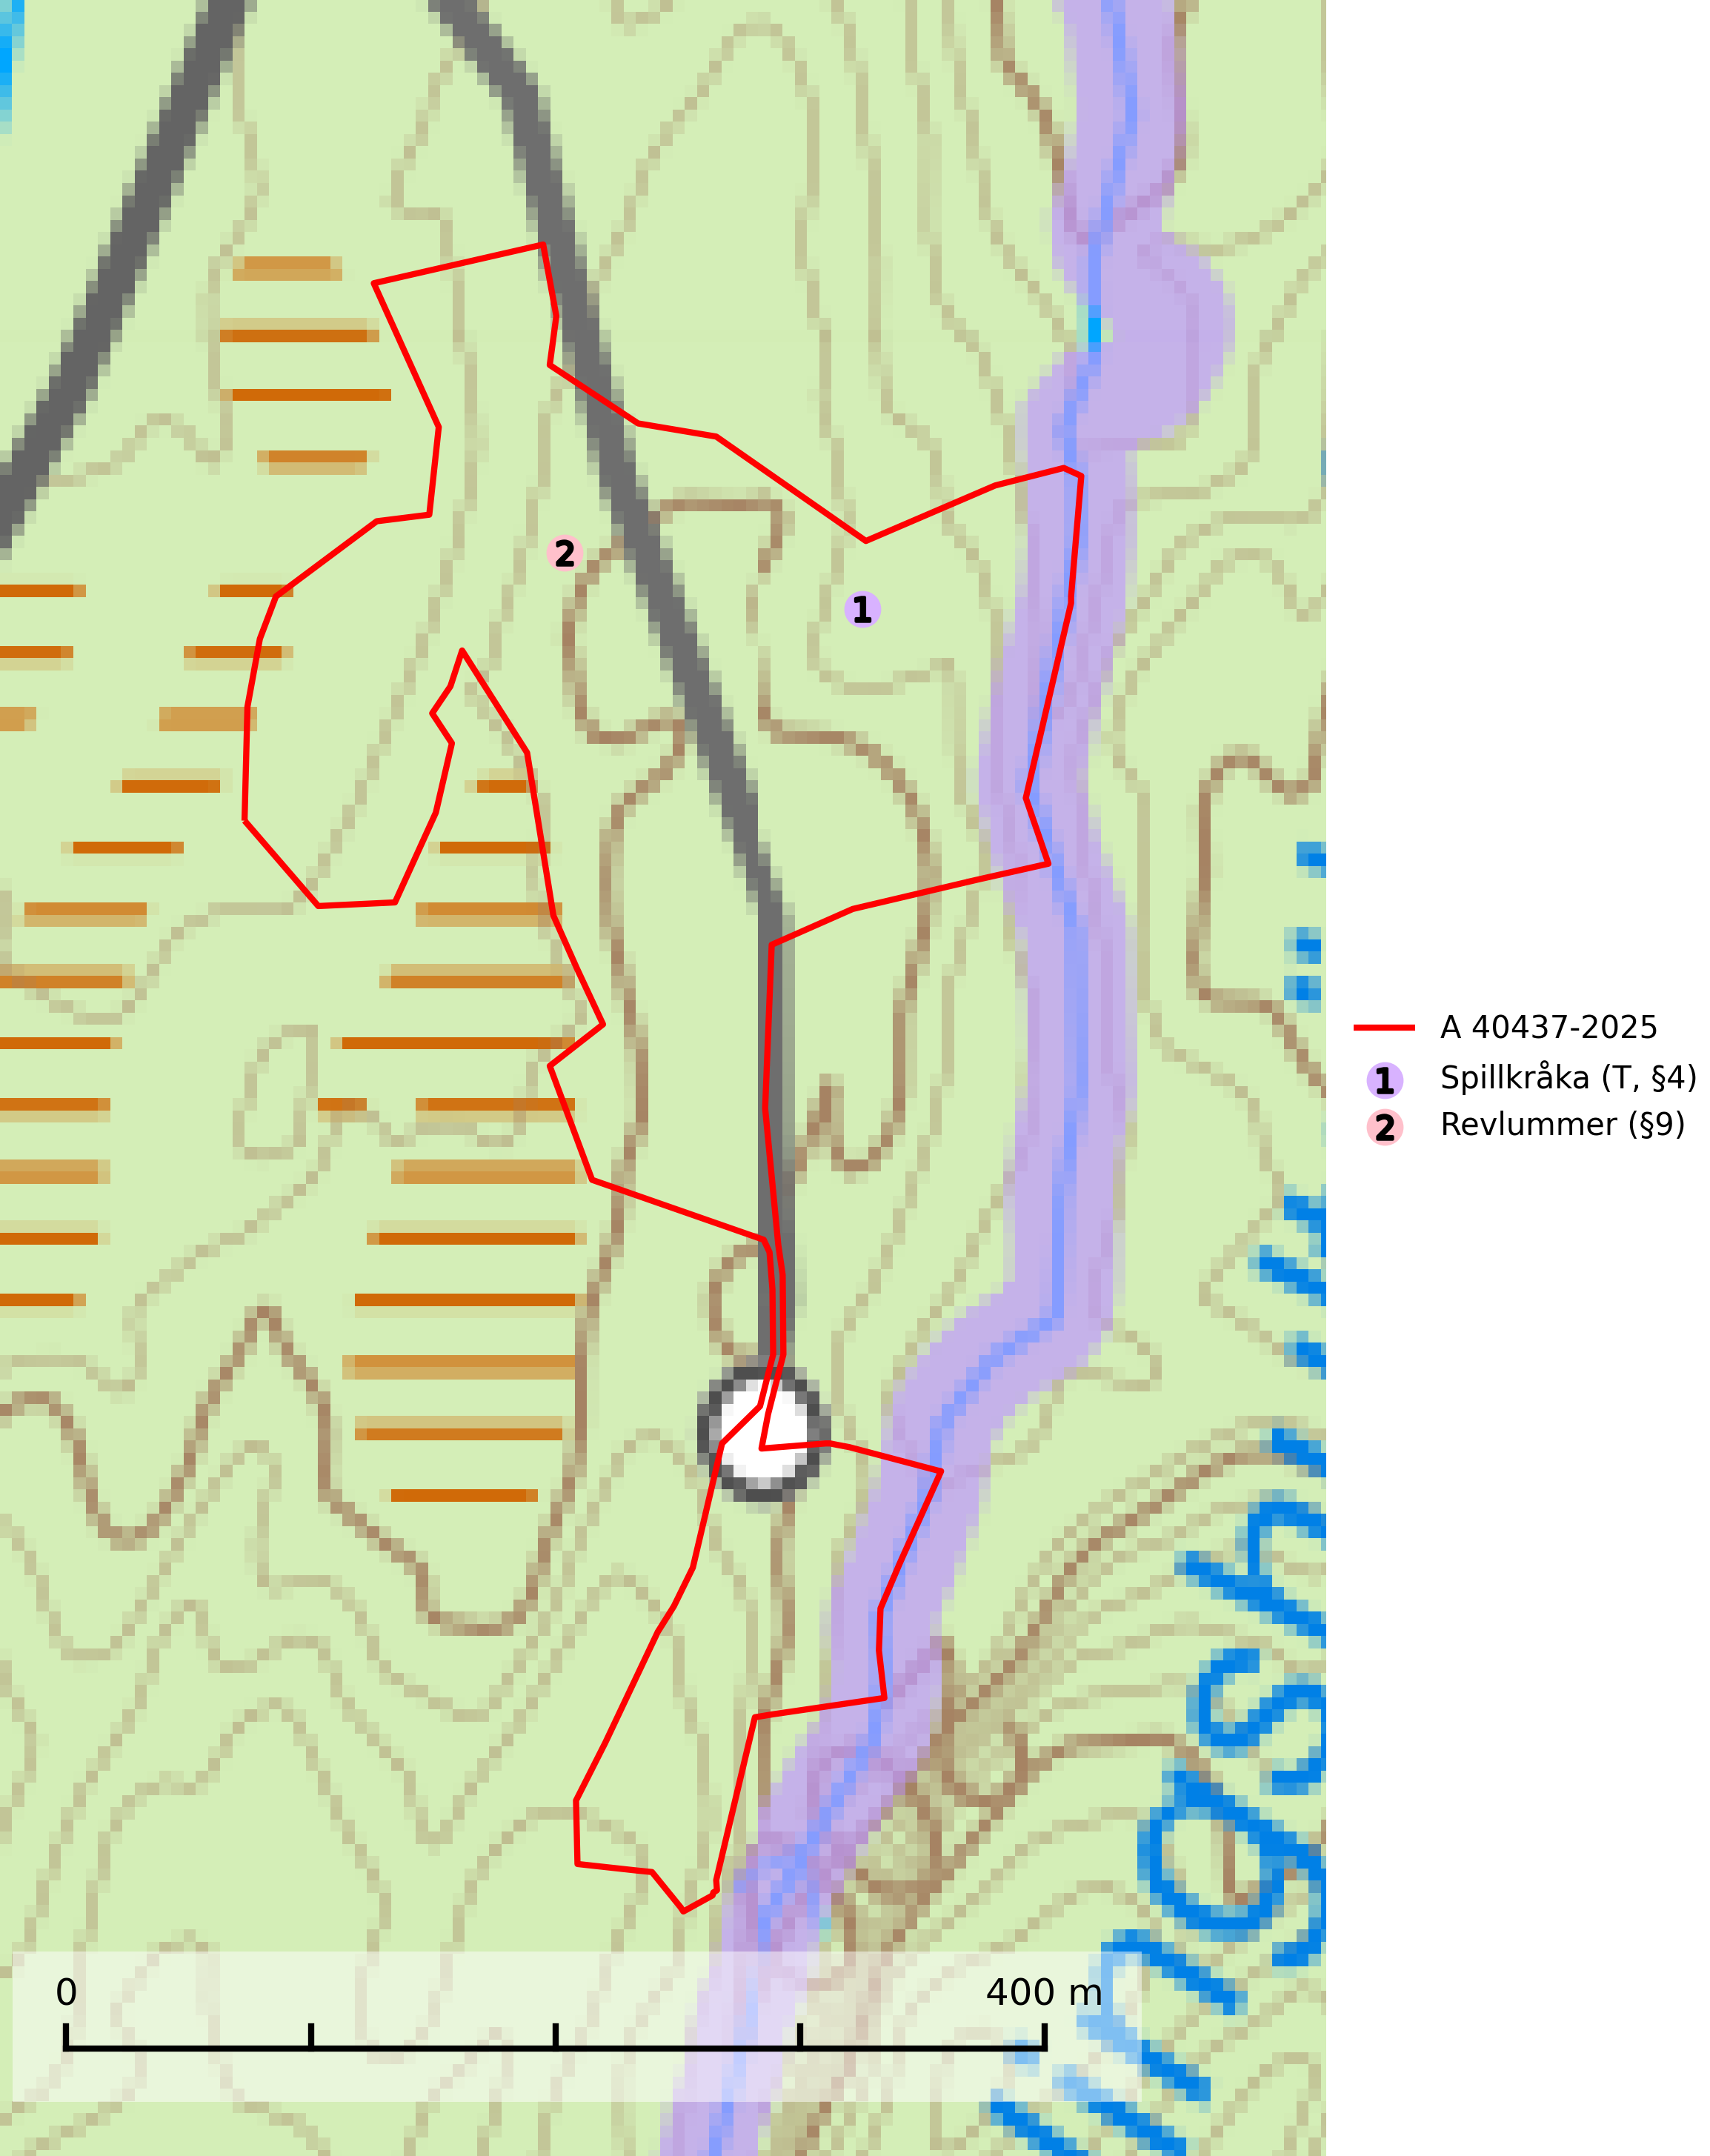 2
1
A 40437-2025
1 Spillkråka (T, §4)
2 Revlummer (§9)
0 400 m